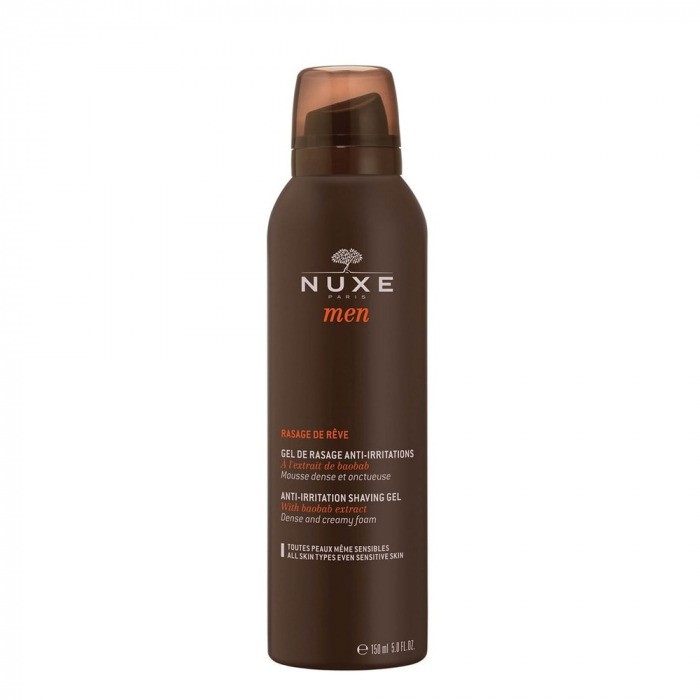 NUXE
PARIS
men
RASAGE DE RÊVE
GEL DE RASAGE ANTI-IRRITATIONS
À l'extrait de baobab
Mousse dense et onctueuse
ANTI-IRRITATION SHAVING GEL
With baobab extract
Dense and creamy foam
TOUTES PEAUX MÊME SENSIBLES
ALL SKIN TYPES EVEN SENSITIVE SKIN
e 150 ml 5.0 FL.OZ.